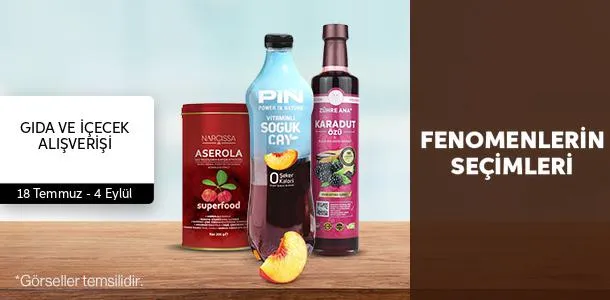 GIDA VE İÇECEK
ALIŞVERİŞİ
18 Temmuz - 4 Eylül
*Görseller temsilidir.
NARCISSA
ASEROLA
superfood
PIN
POWER IN NATURE
VİTAMİNLİ
SOĞUK
ÇAY
0 Şeker
Kalori
ZÜHRE ANA
KARADUT
ÖZÜ
FENOMENLERİN
SEÇİMLERİ